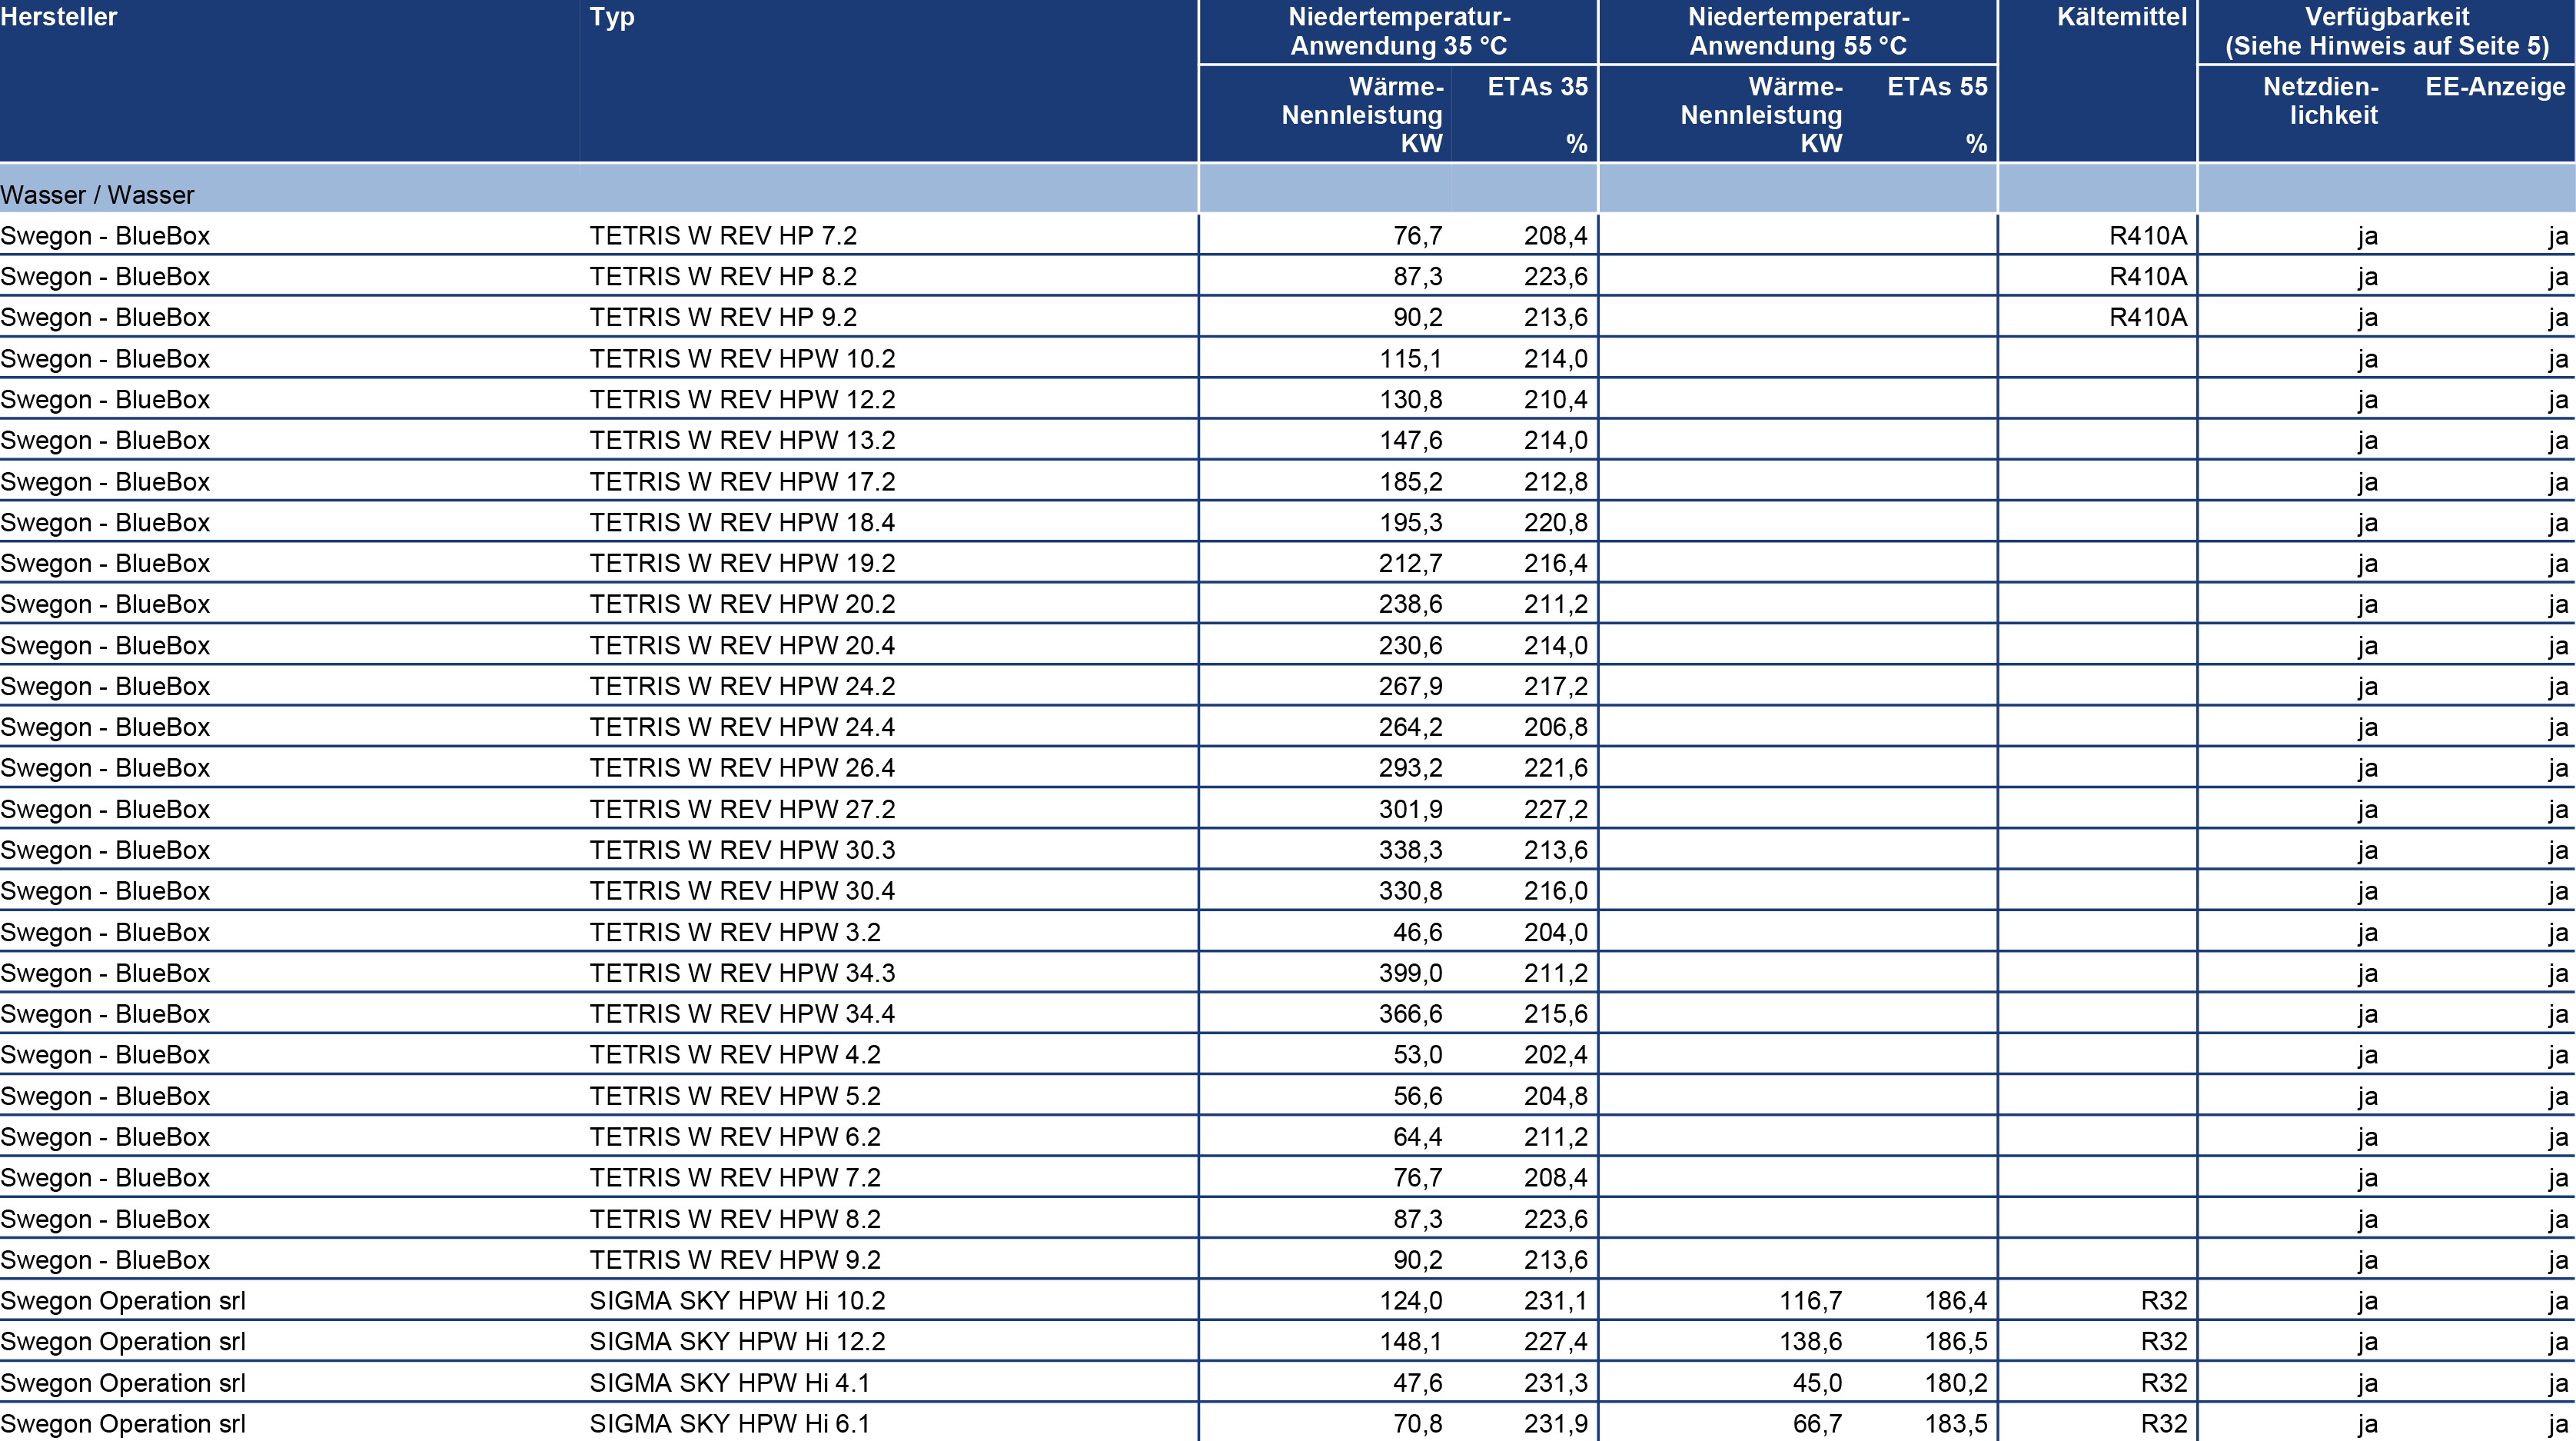 Hersteller Typ Niedertemperatur- Niedertemperatur- Kältemittel Verfügbarkeit
Anwendung 35 °C Anwendung 55 °C (Siehe Hinweis auf Seite 5)
Wärme- ETAs 35 Wärme- ETAs 55 Netzdien- EE-Anzeige
Nennleistung Nennleistung lichkeit
KW % KW %
Wasser / Wasser
Swegon - BlueBox TETRIS W REV HP 7.2 76,7 208,4 R410A ja ja
Swegon - BlueBox TETRIS W REV HP 8.2 87,3 223,6 R410A ja ja
Swegon - BlueBox TETRIS W REV HP 9.2 90,2 213,6 R410A ja ja
Swegon - BlueBox TETRIS W REV HPW 10.2 115,1 214,0 ja ja
Swegon - BlueBox TETRIS W REV HPW 12.2 130,8 210,4 ja ja
Swegon - BlueBox TETRIS W REV HPW 13.2 147,6 214,0 ja ja
Swegon - BlueBox TETRIS W REV HPW 17.2 185,2 212,8 ja ja
Swegon - BlueBox TETRIS W REV HPW 18.4 195,3 220,8 ja ja
Swegon - BlueBox TETRIS W REV HPW 19.2 212,7 216,4 ja ja
Swegon - BlueBox TETRIS W REV HPW 20.2 238,6 211,2 ja ja
Swegon - BlueBox TETRIS W REV HPW 20.4 230,6 214,0 ja ja
Swegon - BlueBox TETRIS W REV HPW 24.2 267,9 217,2 ja ja
Swegon - BlueBox TETRIS W REV HPW 24.4 264,2 206,8 ja ja
Swegon - BlueBox TETRIS W REV HPW 26.4 293,2 221,6 ja ja
Swegon - BlueBox TETRIS W REV HPW 27.2 301,9 227,2 ja ja
Swegon - BlueBox TETRIS W REV HPW 30.3 338,3 213,6 ja ja
Swegon - BlueBox TETRIS W REV HPW 30.4 330,8 216,0 ja ja
Swegon - BlueBox TETRIS W REV HPW 3.2 46,6 204,0 ja ja
Swegon - BlueBox TETRIS W REV HPW 34.3 399,0 211,2 ja ja
Swegon - BlueBox TETRIS W REV HPW 34.4 366,6 215,6 ja ja
Swegon - BlueBox TETRIS W REV HPW 4.2 53,0 202,4 ja ja
Swegon - BlueBox TETRIS W REV HPW 5.2 56,6 204,8 ja ja
Swegon - BlueBox TETRIS W REV HPW 6.2 64,4 211,2 ja ja
Swegon - BlueBox TETRIS W REV HPW 7.2 76,7 208,4 ja ja
Swegon - BlueBox TETRIS W REV HPW 8.2 87,3 223,6 ja ja
Swegon - BlueBox TETRIS W REV HPW 9.2 90,2 213,6 ja ja
Swegon Operation srl SIGMA SKY HPW Hi 10.2 124,0 231,1 116,7 186,4 R32 ja ja
Swegon Operation srl SIGMA SKY HPW Hi 12.2 148,1 227,4 138,6 186,5 R32 ja ja
Swegon Operation srl SIGMA SKY HPW Hi 4.1 47,6 231,3 45,0 180,2 R32 ja ja
Swegon Operation srl SIGMA SKY HPW Hi 6.1 70,8 231,9 66,7 183,5 R32 ja ja